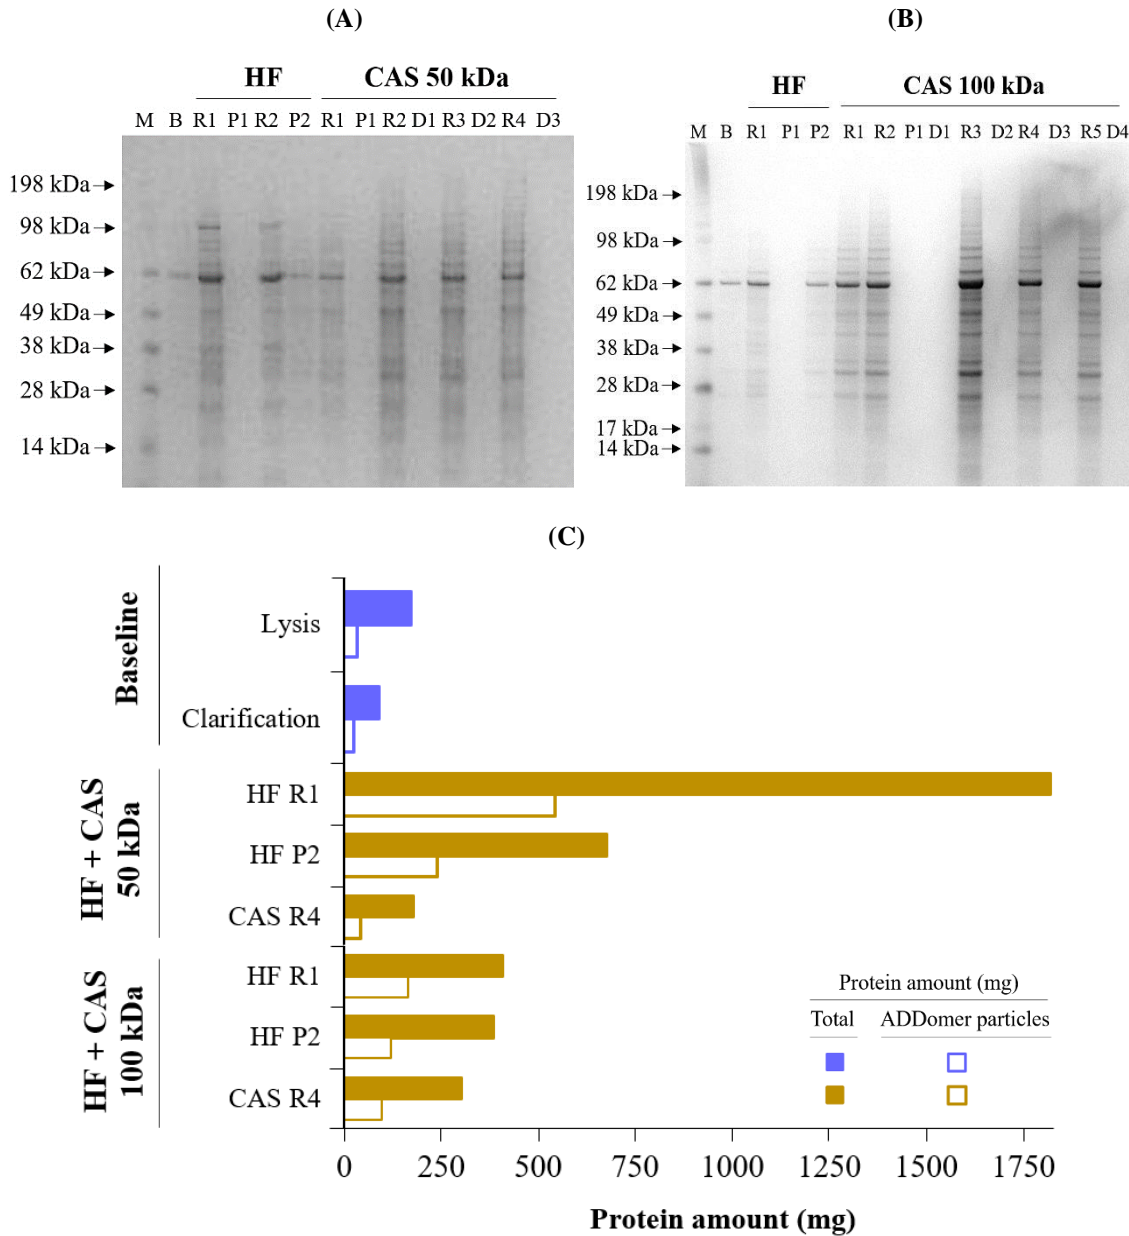 (A)
HF CAS 50 kDa
M B R1 P1 R2 P2 R1 P1 R2 D1 R3 D2 R4 D3
198 kDa
98 kDa
62 kDa
49 kDa
38 kDa
28 kDa
14 kDa
(B)
HF CAS 100 kDa
M B R1 P1 P2 R1 R2 P1 D1 R3 D2 R4 D3 R5 D4
198 kDa
98 kDa
62 kDa
49 kDa
38 kDa
28 kDa
17 kDa
14 kDa
(C)
Baseline
Lysis
Clarification
HF + CAS
50 kDa
HF R1
HF P2
CAS R4
HF + CAS
100 kDa
HF R1
HF P2
CAS R4
Protein amount (mg)
Total ADDomer particles
0 250 500 750 1000 1250 1500 1750
Protein amount (mg)